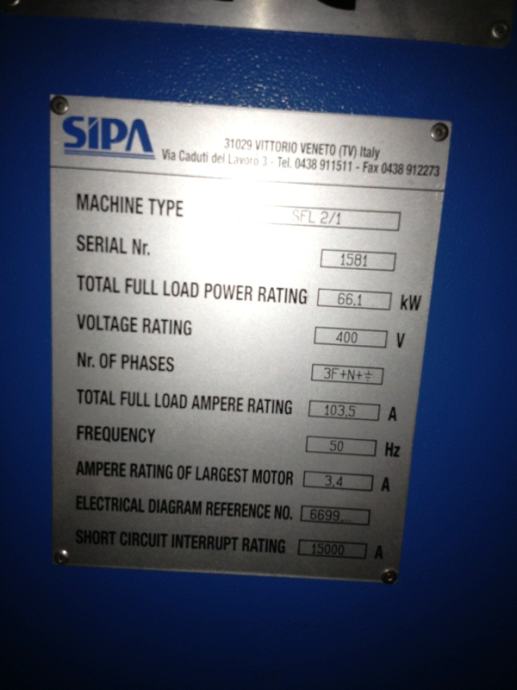 SIPA
31029 VITTORIO VENETO (TV) Italy
Via Caduti del Lavoro 3 - Tel. 0438 911511 - Fax 0438 912273
MACHINE TYPE SFL 2/1
SERIAL Nr. 1581
TOTAL FULL LOAD POWER RATING 66,1 kW
VOLTAGE RATING 400 V
Nr. OF PHASES 3F+N+⏚
TOTAL FULL LOAD AMPERE RATING 103,5 A
FREQUENCY 50 Hz
AMPERE RATING OF LARGEST MOTOR 3,4 A
ELECTRICAL DIAGRAM REFERENCE NO. 6699
SHORT CIRCUIT INTERRUPT RATING 15000 A